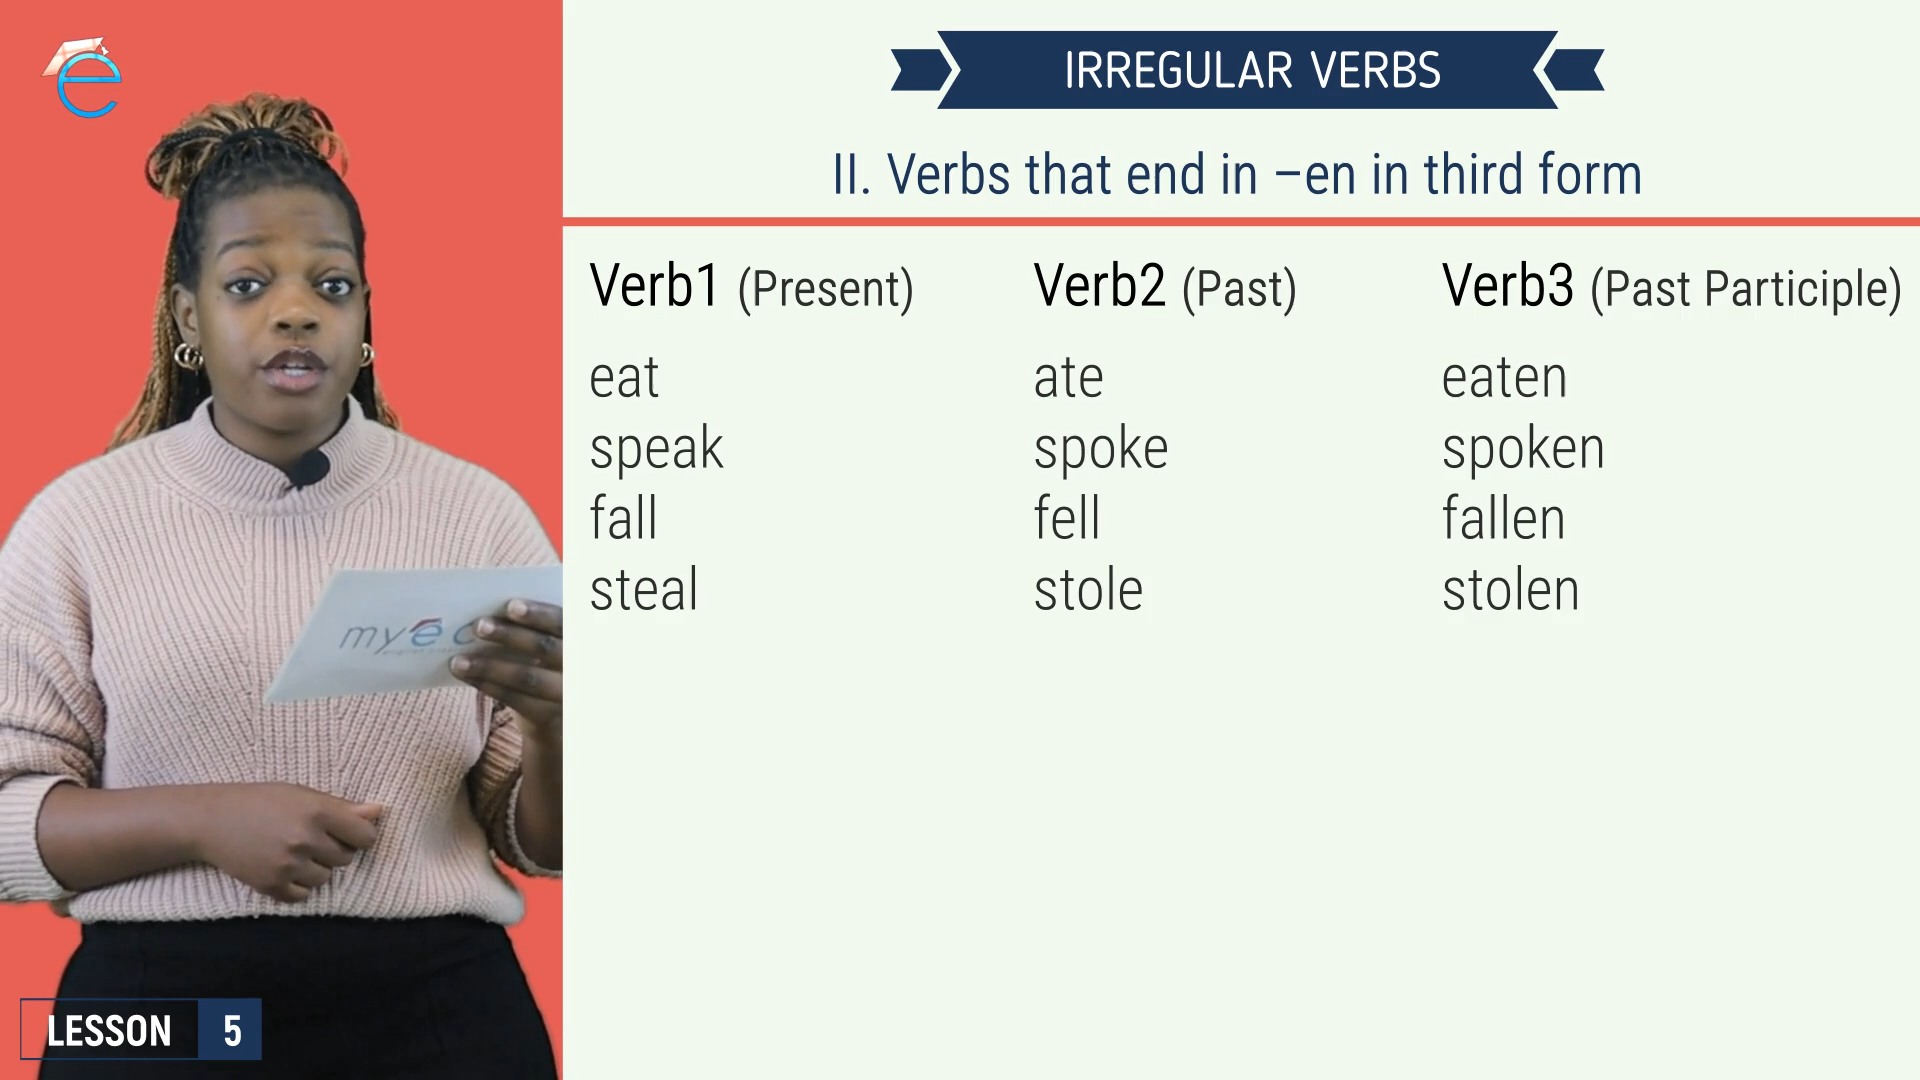 IRREGULAR VERBS
II. Verbs that end in –en in third form
Verb1 (Present) Verb2 (Past) Verb3 (Past Participle)
eat ate eaten
speak spoke spoken
fall fell fallen
steal stole stolen
my e c
LESSON 5